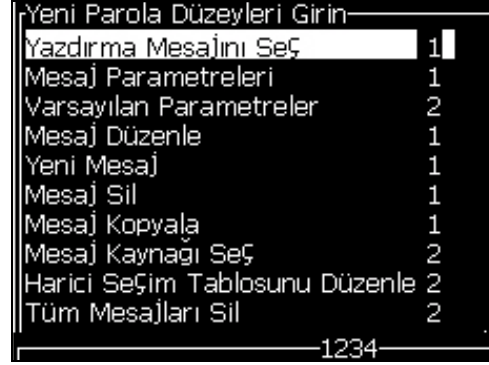 Yeni Parola Düzeyleri Girin
Yazdırma Mesajını Seç 1
Mesaj Parametreleri 1
Varsayılan Parametreler 2
Mesaj Düzenle 1
Yeni Mesaj 1
Mesaj Sil 1
Mesaj Kopyala 1
Mesaj Kaynağı Seç 2
Harici Seçim Tablosunu Düzenle 2
Tüm Mesajları Sil 2
1234